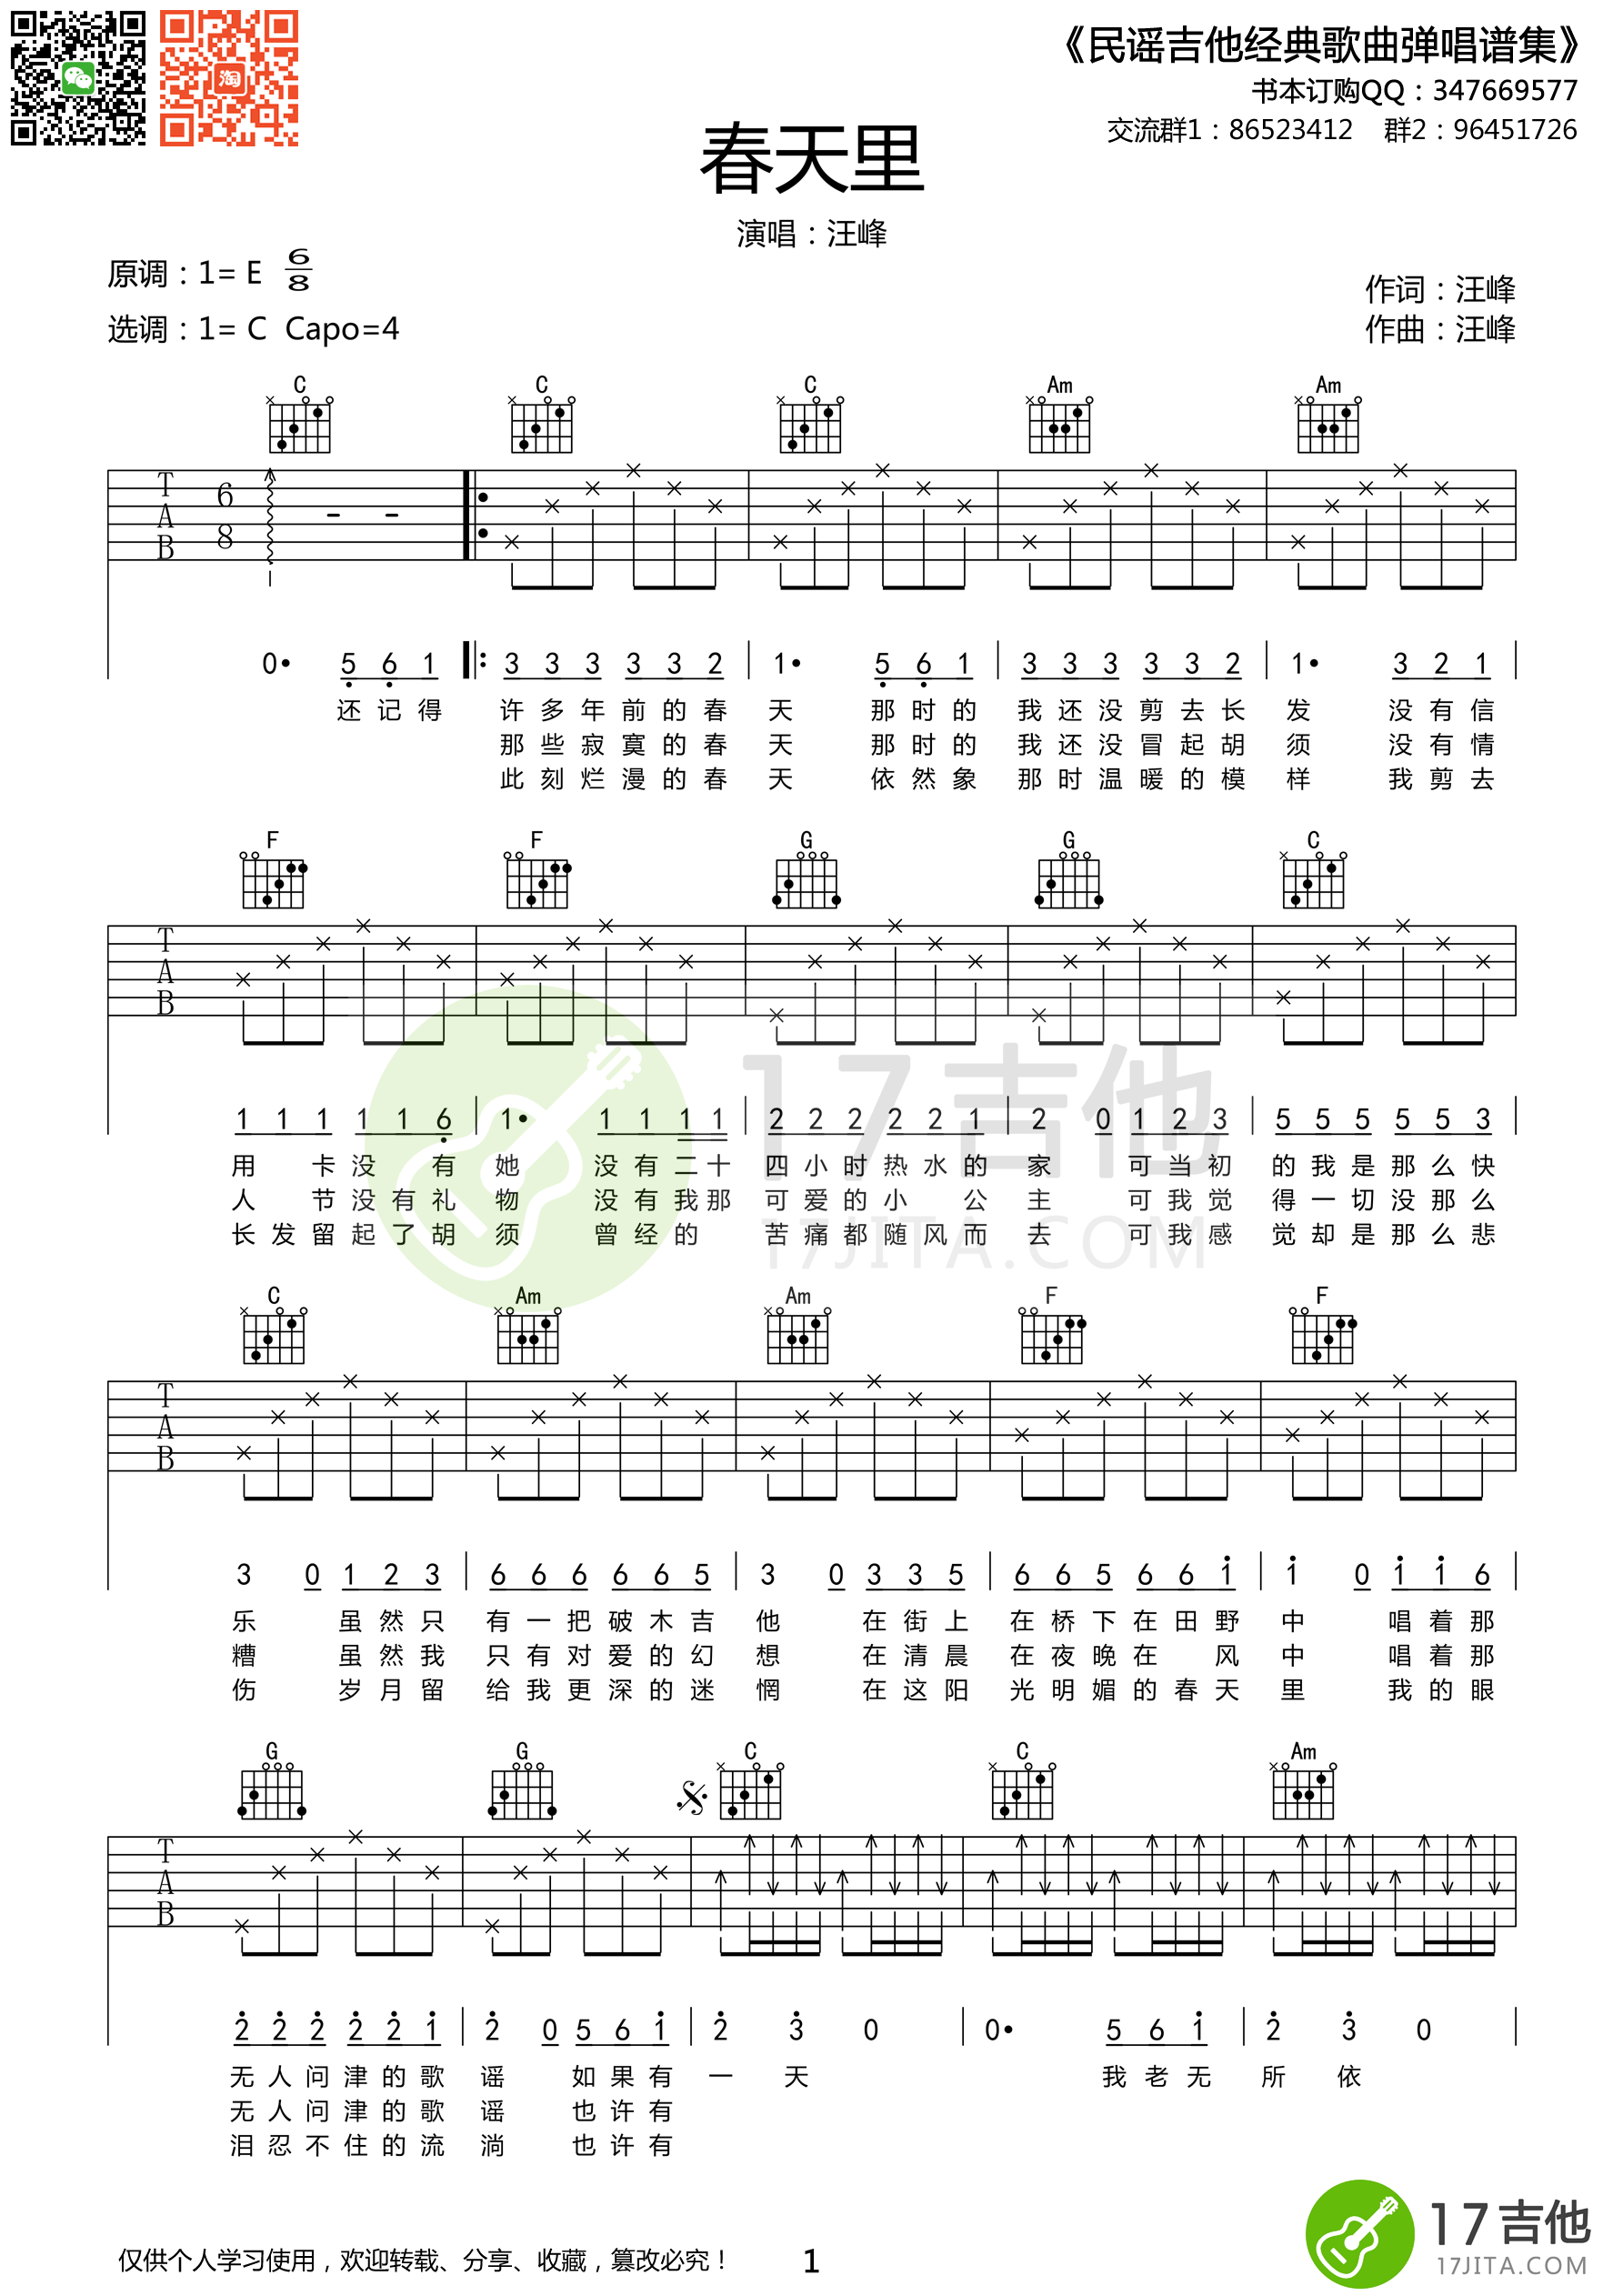 《民谣吉他经典歌曲弹唱谱集》
书本订购QQ：347669577
交流群1：86523412 群2：96451726
淘
春天里
演唱：汪峰
原调：1= E 6/8
作词：汪峰
选调：1= C Capo=4
作曲：汪峰
C C C Am Am
T A B 6 8
0• 5 6 1 3 3 3 3 3 2 1• 5 6 1 3 3 3 3 3 2 1• 3 2 1
还记得 许多年前的春 天 那时的 我还没剪去长 发 没有信
那些寂寞的春 天 那时的 我还没冒起胡 须 没有情
此刻烂漫的春 天 依然象 那时温暖的模 样 我剪去
F F G G C
T A B
1 1 1 1 1 6 1• 1 1 1 1 2 2 2 2 2 1 2 0 1 2 3 5 5 5 5 5 3
用 卡没 有 她 没有二十 四小时热水的 家 可当初 的我是那么快
人 节没有礼 物 没有我那 可爱的小 公 主 可我觉 得一切没那么
长发留起了胡 须 曾经的 苦痛都随风而 去 可我感 觉却是那么悲
17吉他
17JITA.COM
C Am Am F F
T A B
3 0 1 2 3 6 6 6 6 6 5 3 0 3 3 5 6 6 5 6 6 1 1 0 1 1 6
乐 虽然只 有一把破木吉 他 在街上 在桥下在田野 中 唱着那
糟 虽然我 只有对爱的幻 想 在清晨 在夜晚在 风 中 唱着那
伤 岁月留 给我更深的迷 惘 在这阳 光明媚的春天 里 我的眼
G G C C Am
T A B
2 2 2 2 2 1 2 0 5 6 1 2 3 0 0• 5 6 1 2 3 0
无人问津的歌 谣 如果有 一 天 我老无 所 依
无人问津的歌 谣 也许有
泪忍不住的流 淌 也许有
仅供个人学习使用，欢迎转载、分享、收藏，篡改必究！ 1
17吉他
17JITA.COM